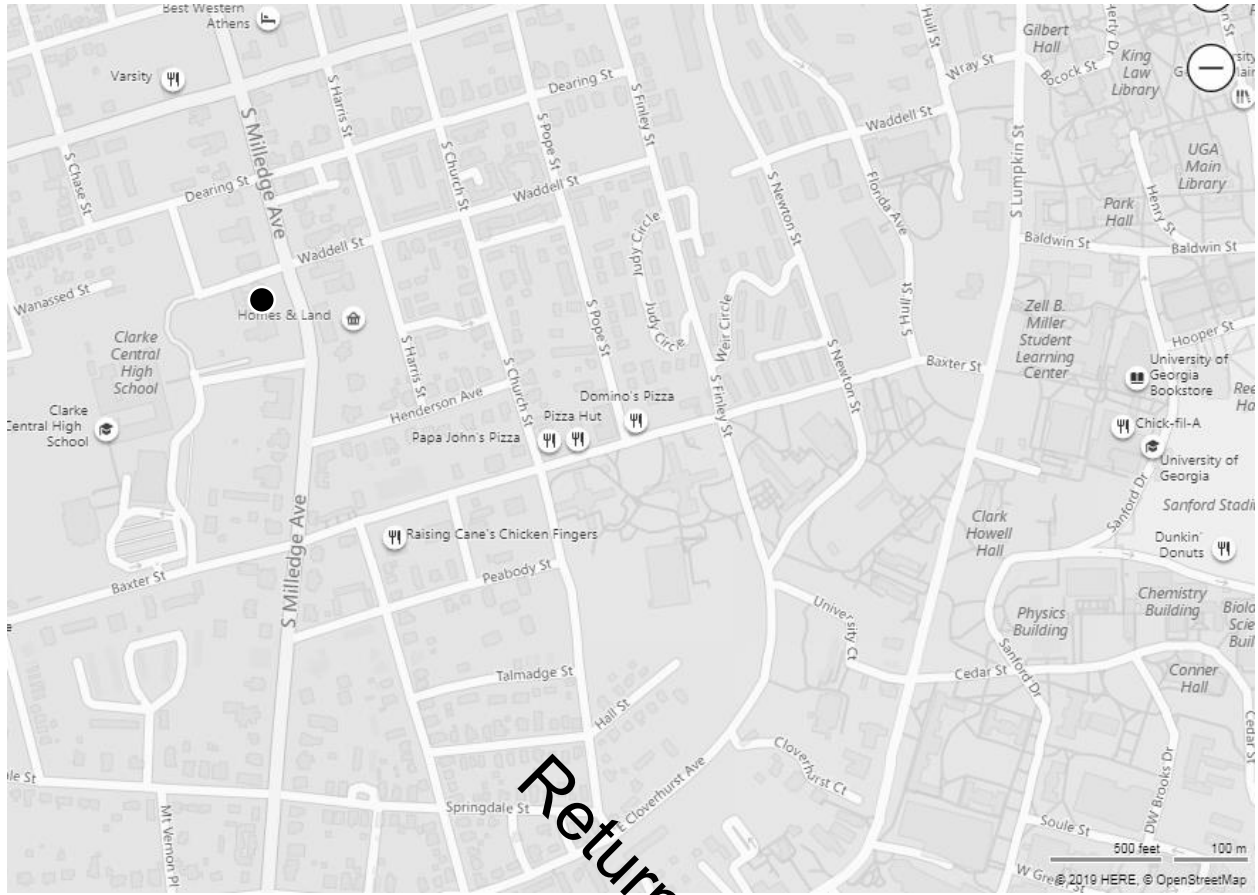 Best Western
Athens
Varsity
S Milledge Ave
S Harris St
Dearing St
S Church St
S Pope St
S Finley St
Hull St
Wray St
Gilbert
Hall
Bocock St
Herty Dr
King
Law
Library
UGA
Main
Library
S Chase St
Dearing St
Waddell St
Waddell St
Waddell St
S Newton St
Florida Ave
S Lumpkin St
Park
Hall
Henry St
Baldwin St
Baldwin St
Wanassed St
Homes & Land
Judy Circle
Judy Circle
Weir Circle
S Hull St
Zell B.
Miller
Student
Learning
Center
Hooper St
Clarke
Central
High
School
Clarke
Central High
School
S Harris St
S Church St
S Pope St
Henderson Ave
S Finley St
S Newton St
Baxter St
University of
Georgia
Bookstore
Domino's Pizza
Pizza Hut
Papa John's Pizza
Chick-fil-A
University of
Georgia
Sanford Dr
Clark
Howell
Hall
Dunkin'
Donuts
Raising Cane's Chicken Fingers
S Milledge Ave
Baxter St
Peabody St
University Ct
Physics
Building
Chemistry
Building
Sanford Dr
Cedar St
Conner
Hall
Cedar St
Talmadge St
Hall St
Cloverhurst Ct
E Cloverhurst Ave
Springdale St
Mt Vernon Pl
DW Brooks Dr
Soule St
Return
500 feet
100 m
© 2019 HERE, © OpenStreetMap